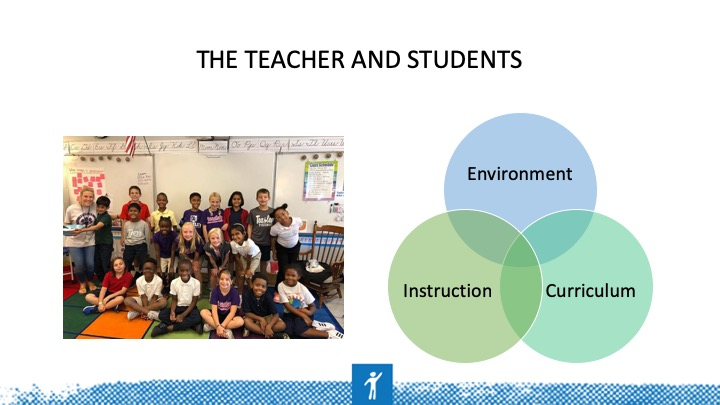 THE TEACHER AND STUDENTS
Environment
Instruction
Curriculum